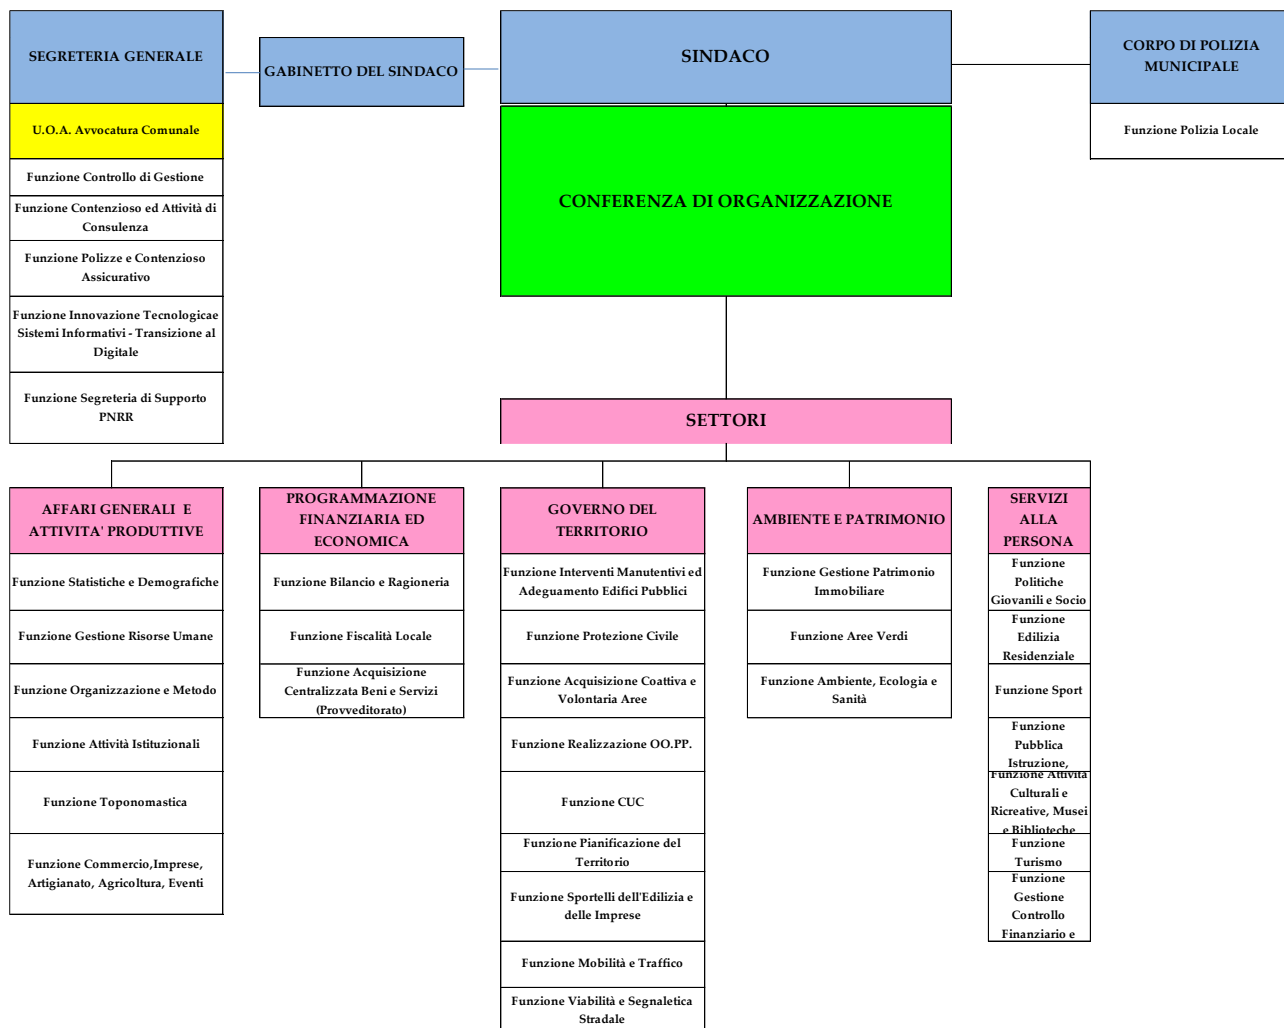 SEGRETERIA GENERALE
GABINETTO DEL SINDACO
SINDACO
CORPO DI POLIZIA
MUNICIPALE
U.O.A. Avvocatura Comunale
Funzione Polizia Locale
Funzione Controllo di Gestione
Funzione Contenzioso ed Attività di
Consulenza
Funzione Polizze e Contenzioso
Assicurativo
Funzione Innovazione Tecnologicae
Sistemi Informativi - Transizione al
Digitale
Funzione Segreteria di Supporto
PNRR
CONFERENZA DI ORGANIZZAZIONE
SETTORI
AFFARI GENERALI E
ATTIVITA' PRODUTTIVE
Funzione Statistiche e Demografiche
Funzione Gestione Risorse Umane
Funzione Organizzazione e Metodo
Funzione Attività Istituzionali
Funzione Toponomastica
Funzione Commercio,Imprese,
Artigianato, Agricoltura, Eventi
PROGRAMMAZIONE
FINANZIARIA ED
ECONOMICA
Funzione Bilancio e Ragioneria
Funzione Fiscalità Locale
Funzione Acquisizione
Centralizzata Beni e Servizi
(Provveditorato)
GOVERNO DEL
TERRITORIO
Funzione Interventi Manutentivi ed
Adeguamento Edifici Pubblici
Funzione Protezione Civile
Funzione Acquisizione Coattiva e
Volontaria Aree
Funzione Realizzazione OO.PP.
Funzione CUC
Funzione Pianificazione del
Territorio
Funzione Sportelli dell'Edilizia e
delle Imprese
Funzione Mobilità e Traffico
Funzione Viabilità e Segnaletica
Stradale
AMBIENTE E PATRIMONIO
Funzione Gestione Patrimonio
Immobiliare
Funzione Aree Verdi
Funzione Ambiente, Ecologia e
Sanità
SERVIZI
ALLA
PERSONA
Funzione
Politiche
Giovanili e Socio
Funzione
Edilizia
Residenziale
Funzione Sport
Funzione
Pubblica
Istruzione,
Funzione Attività
Culturali e
Ricreative, Musei
e Biblioteche
Funzione
Turismo
Funzione
Gestione
Controllo
Finanziario e